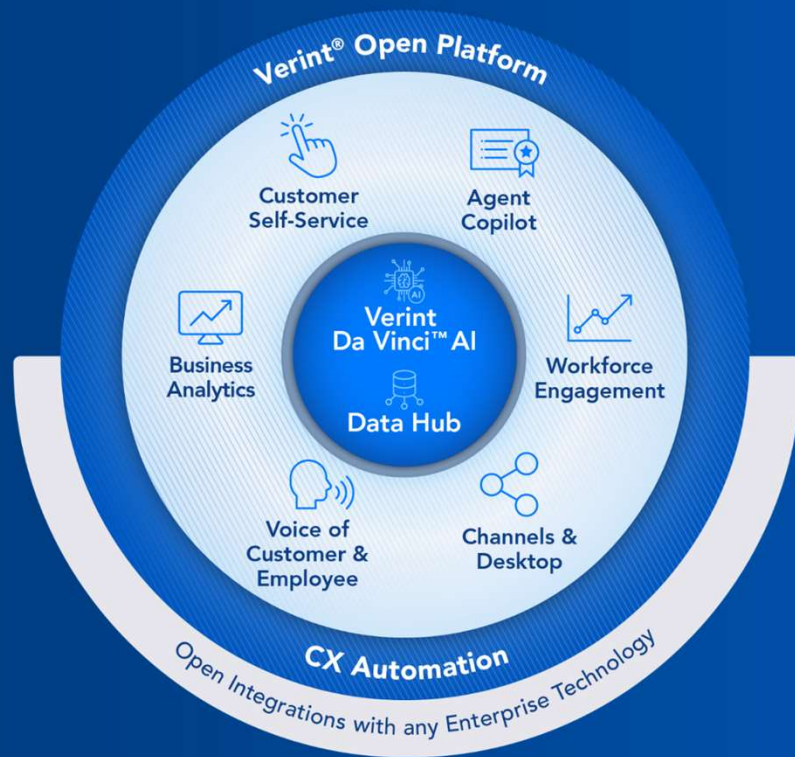 Verint® Open Platform
Customer
Self-Service
Agent
Copilot
AI
Verint
Da Vinci™ AI
Data Hub
Business
Analytics
Workforce
Engagement
Voice of
Customer &
Employee
Channels &
Desktop
CX Automation
Open Integrations with any Enterprise Technology